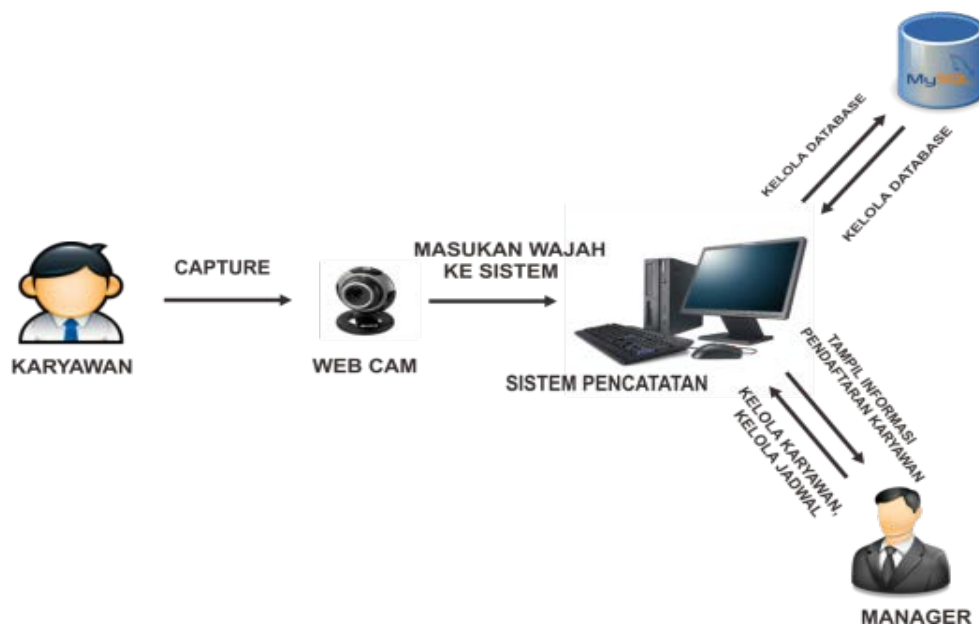 MySQL
KELOLA DATABASE
KELOLA DATABASE
CAPTURE
MASUKAN WAJAH
KE SISTEM
KARYAWAN
WEB CAM
SISTEM PENCATATAN
TAMPIL INFORMASI
PENDAFTARAN KARYAWAN
KELOLA KARYAWAN,
KELOLA JADWAL
MANAGER